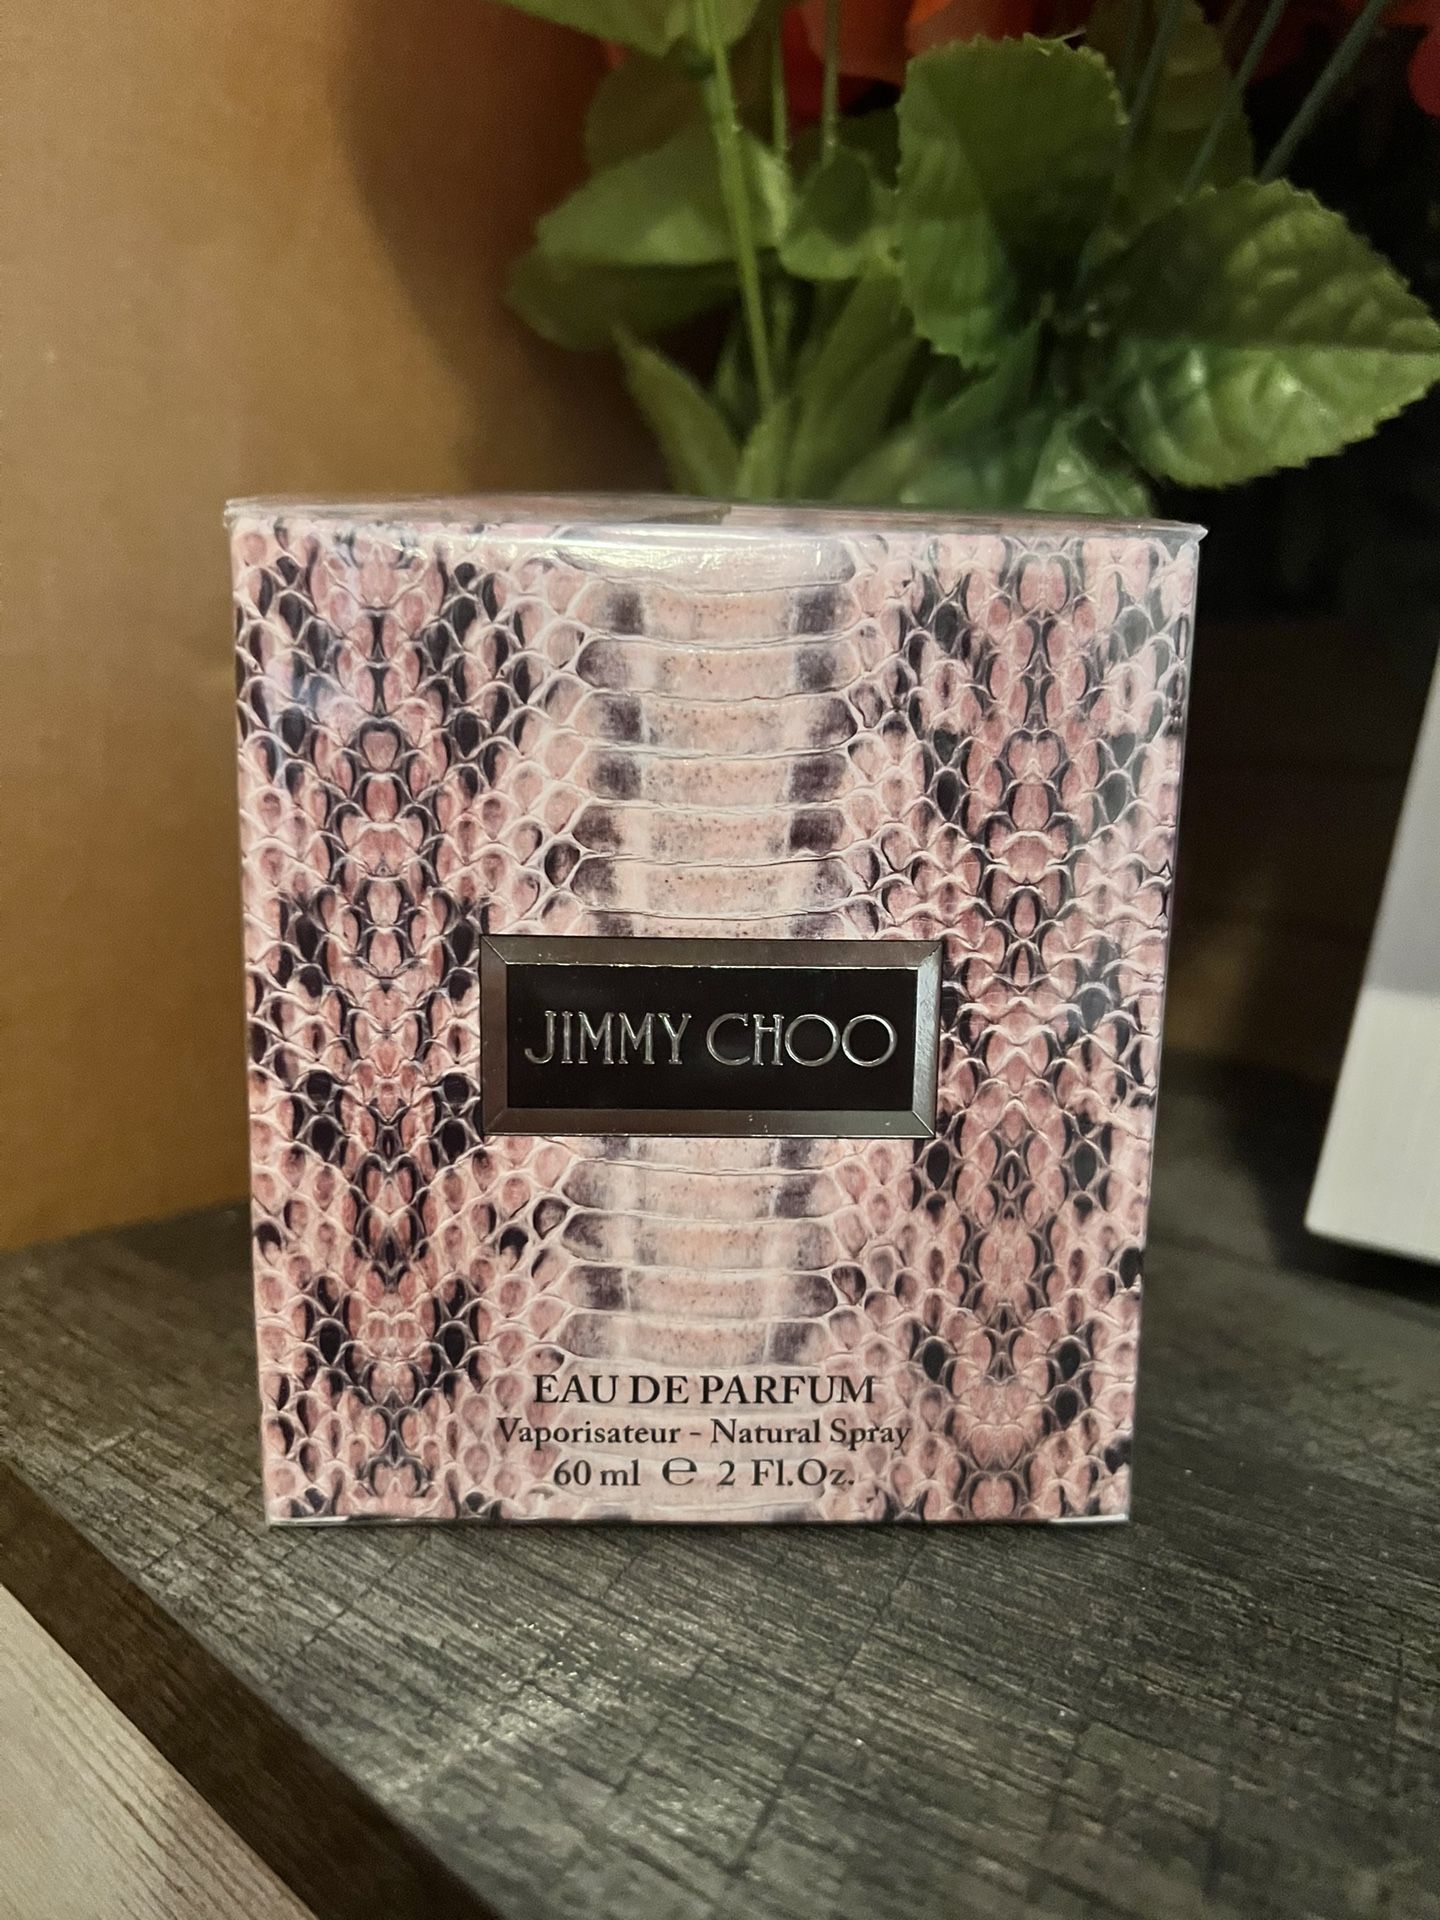 JIMMY CHOO
EAU DE PARFUM
Vaporisateur - Natural Spray
60 ml ℮ 2 Fl.Oz.